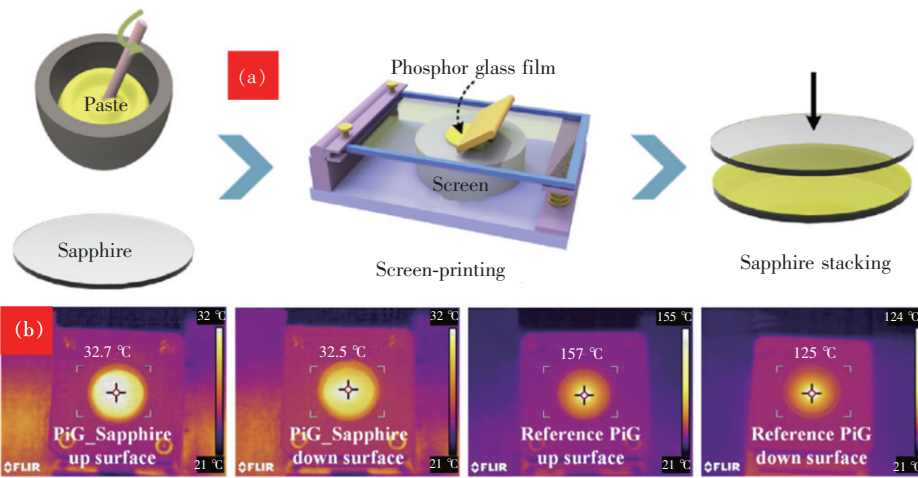 (a)
Paste
Phosphor glass film
Screen
Sapphire
Screen-printing
Sapphire stacking
(b)
32 ℃
32.7 ℃
PiG_Sapphire
up surface
21 ℃
FLIR
32 ℃
32.5 ℃
PiG_Sapphire
down surface
21 ℃
FLIR
155 ℃
157 ℃
Reference PiG
up surface
21 ℃
FLIR
124 ℃
125 ℃
Reference PiG
down surface
21 ℃
FLIR